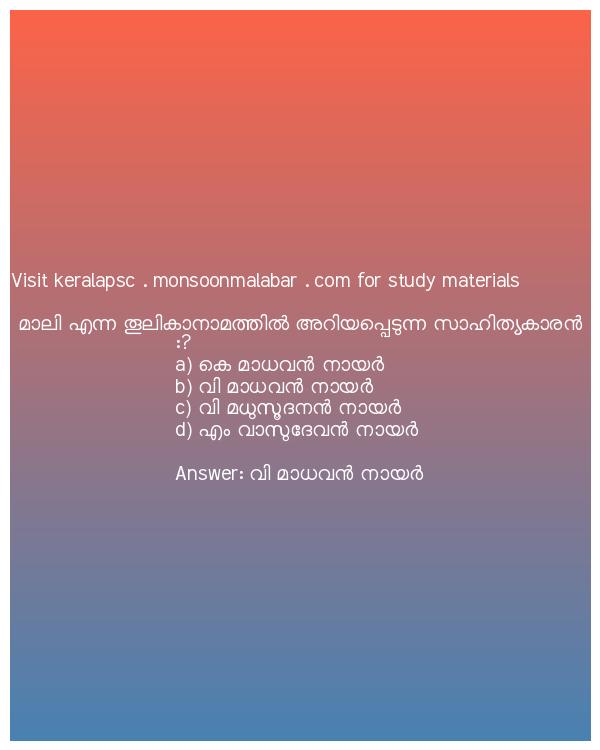 Visit keralapsc . monsoonmalabar . com for study materials
മാലി എന്ന തൂലികാനാമത്തിൽ അറിയപ്പെടുന്ന സാഹിത്യകാരൻ
:?
a) കെ മാധവൻ നായർ
b) വി മാധവൻ നായർ
c) വി മധുസൂദനൻ നായർ
d) എം വാസുദേവൻ നായർ
Answer: വി മാധവൻ നായർ